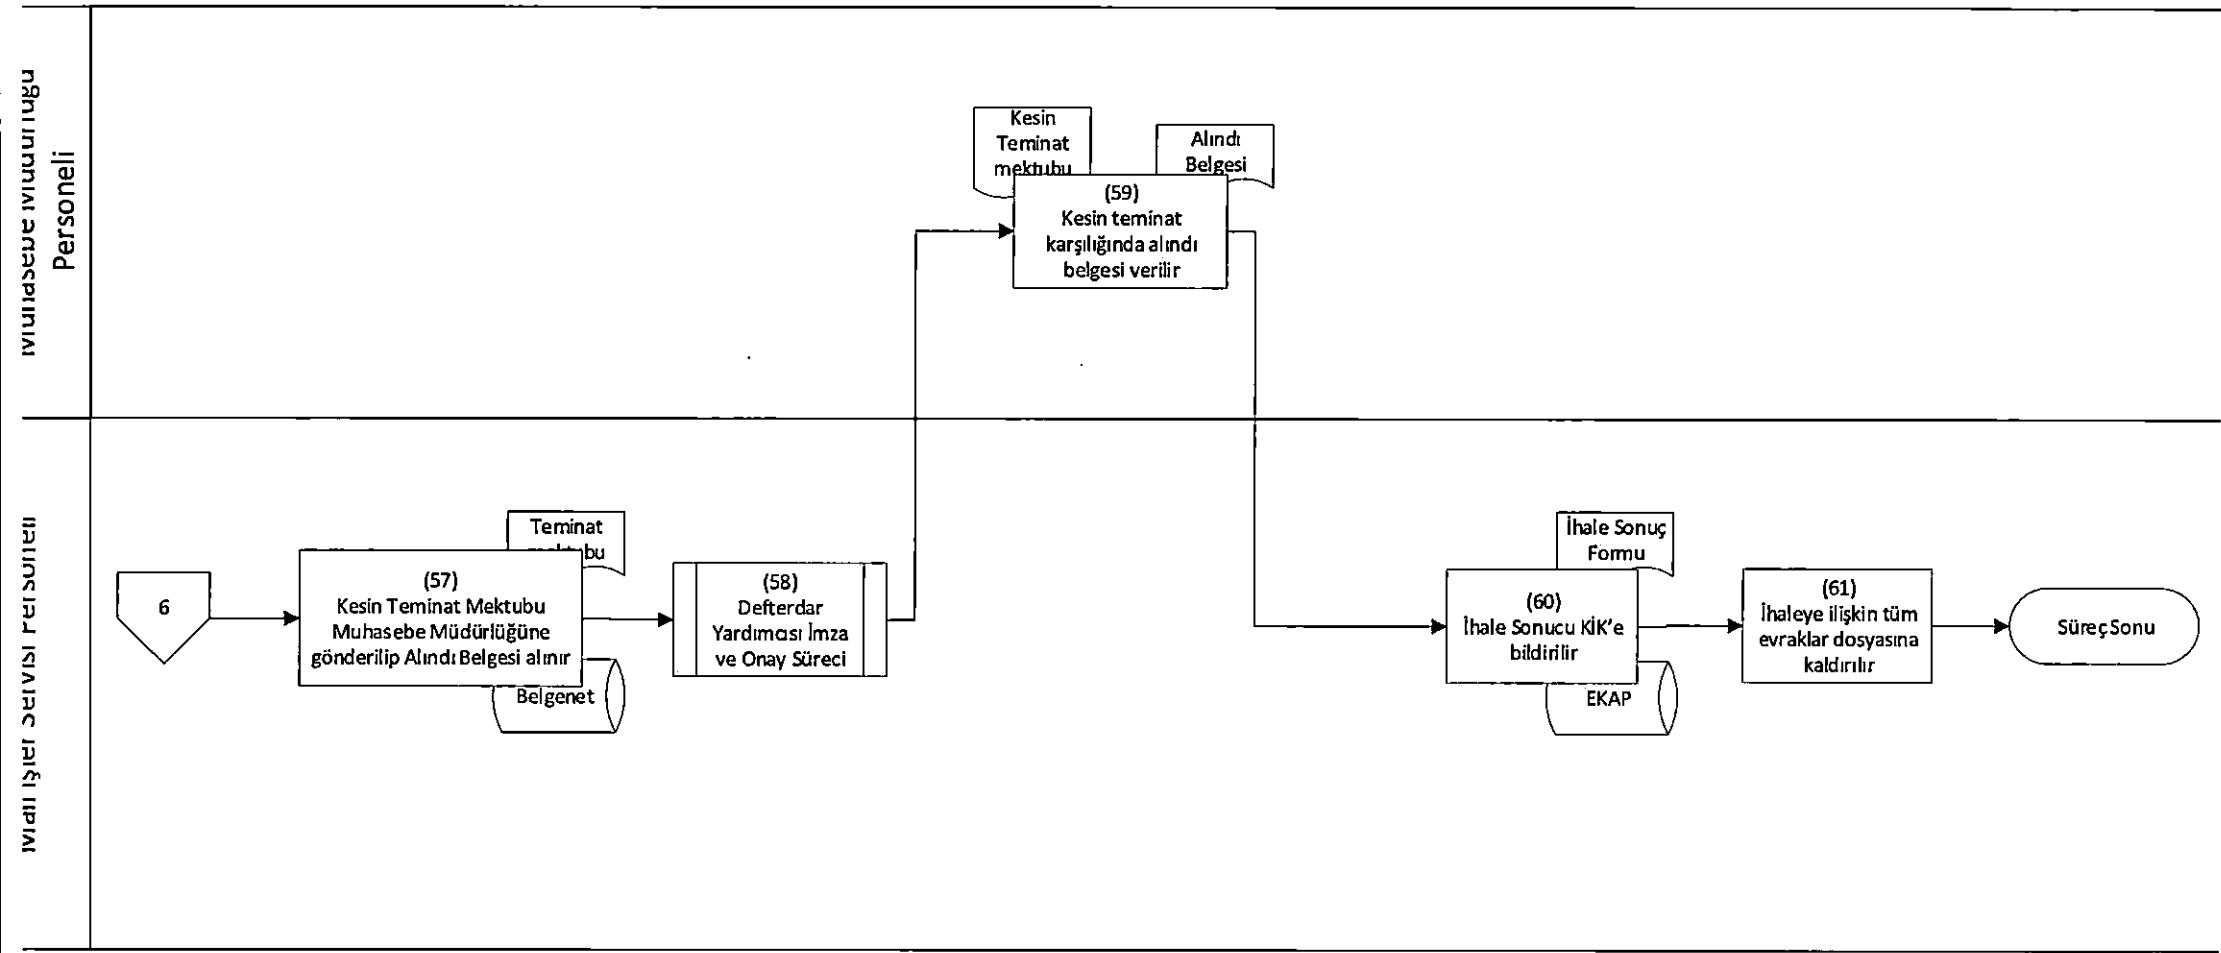 Personeli
Kesin
Teminat
mektubu
Alındı
Belgesi
(59)
Kesin teminat
karşılığında alındı
belgesi verilir
6
Teminat
(57)
Kesin Teminat Mektubu
Muhasebe Müdürlüğüne
gönderilip Alındı Belgesi alınır
Belgenet
(58)
Defterdar
Yardımcısı İmza
ve Onay Süreci
İhale Sonuç
Formu
(60)
İhale Sonucu KİK'e
bildirilir
EKAP
(61)
İhaleye ilişkin tüm
evraklar dosyasına
kaldırılır
Süreç Sonu